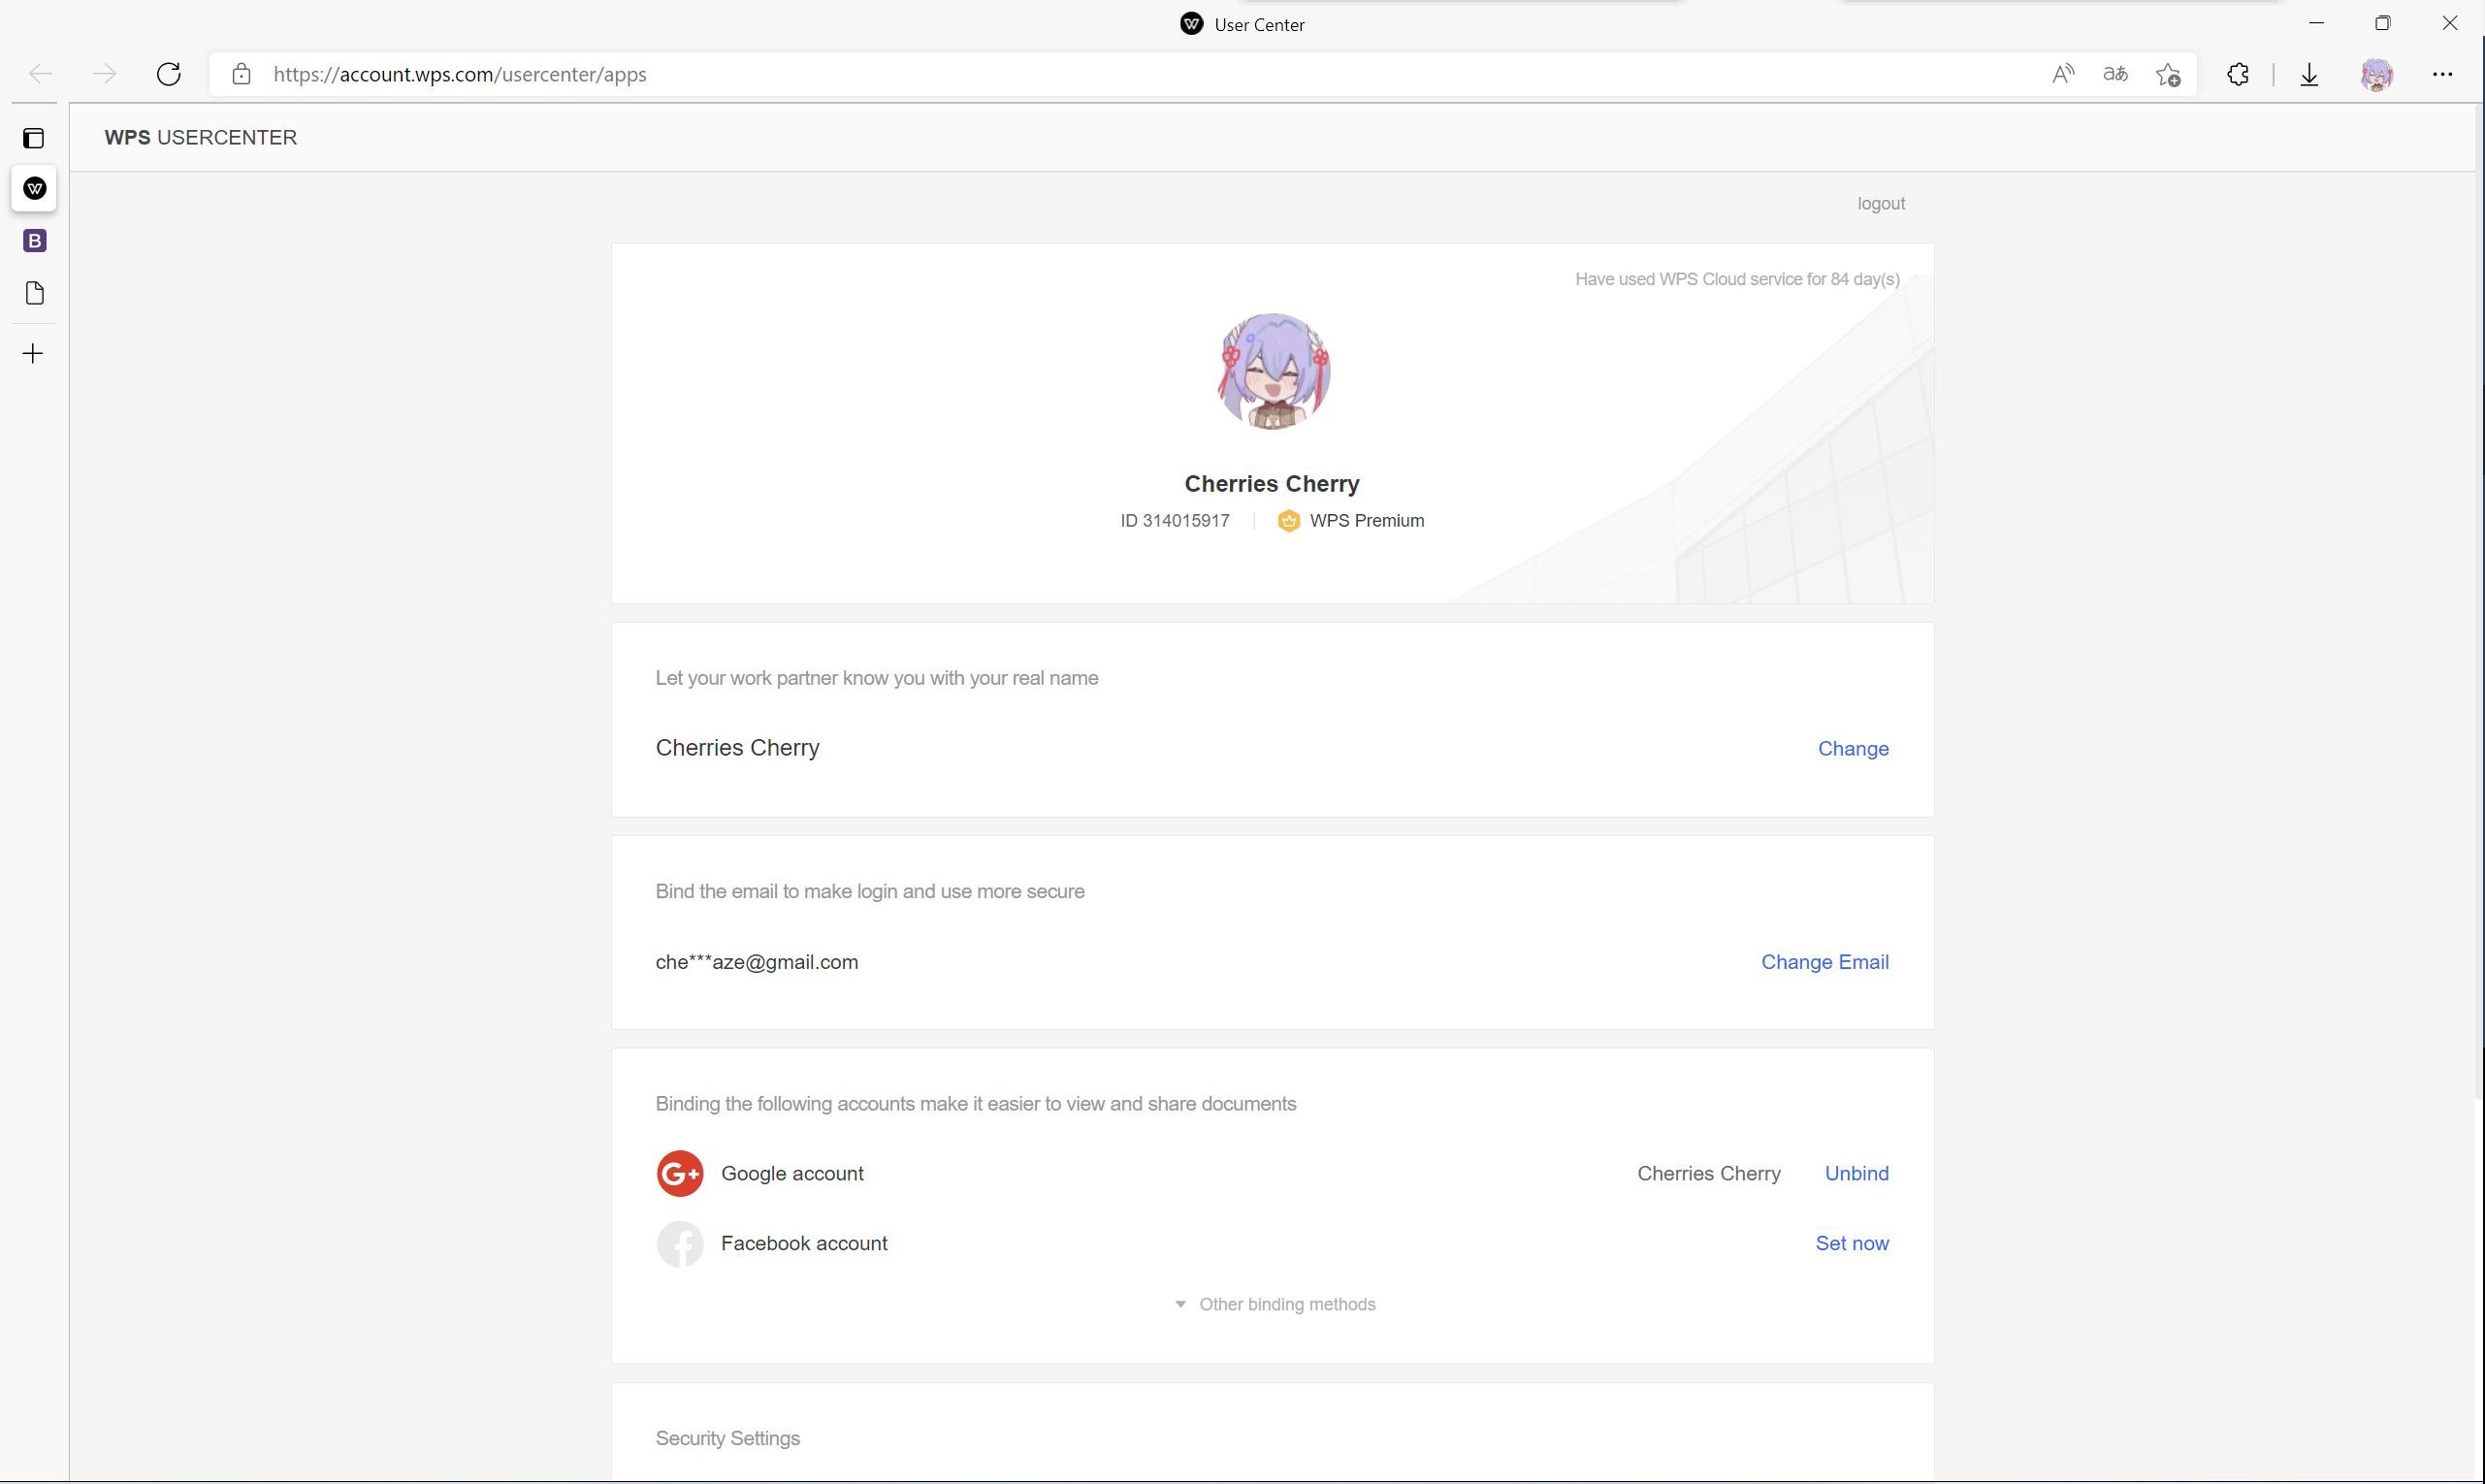 User Center
https://account.wps.com/usercenter/apps
WPS USERCENTER
logout
Have used WPS Cloud service for 84 day(s)
Cherries Cherry
ID 314015917 WPS Premium
Let your work partner know you with your real name
Cherries Cherry Change
Bind the email to make login and use more secure
che***aze@gmail.com Change Email
Binding the following accounts make it easier to view and share documents
Google account Cherries Cherry Unbind
Facebook account Set now
Other binding methods
Security Settings